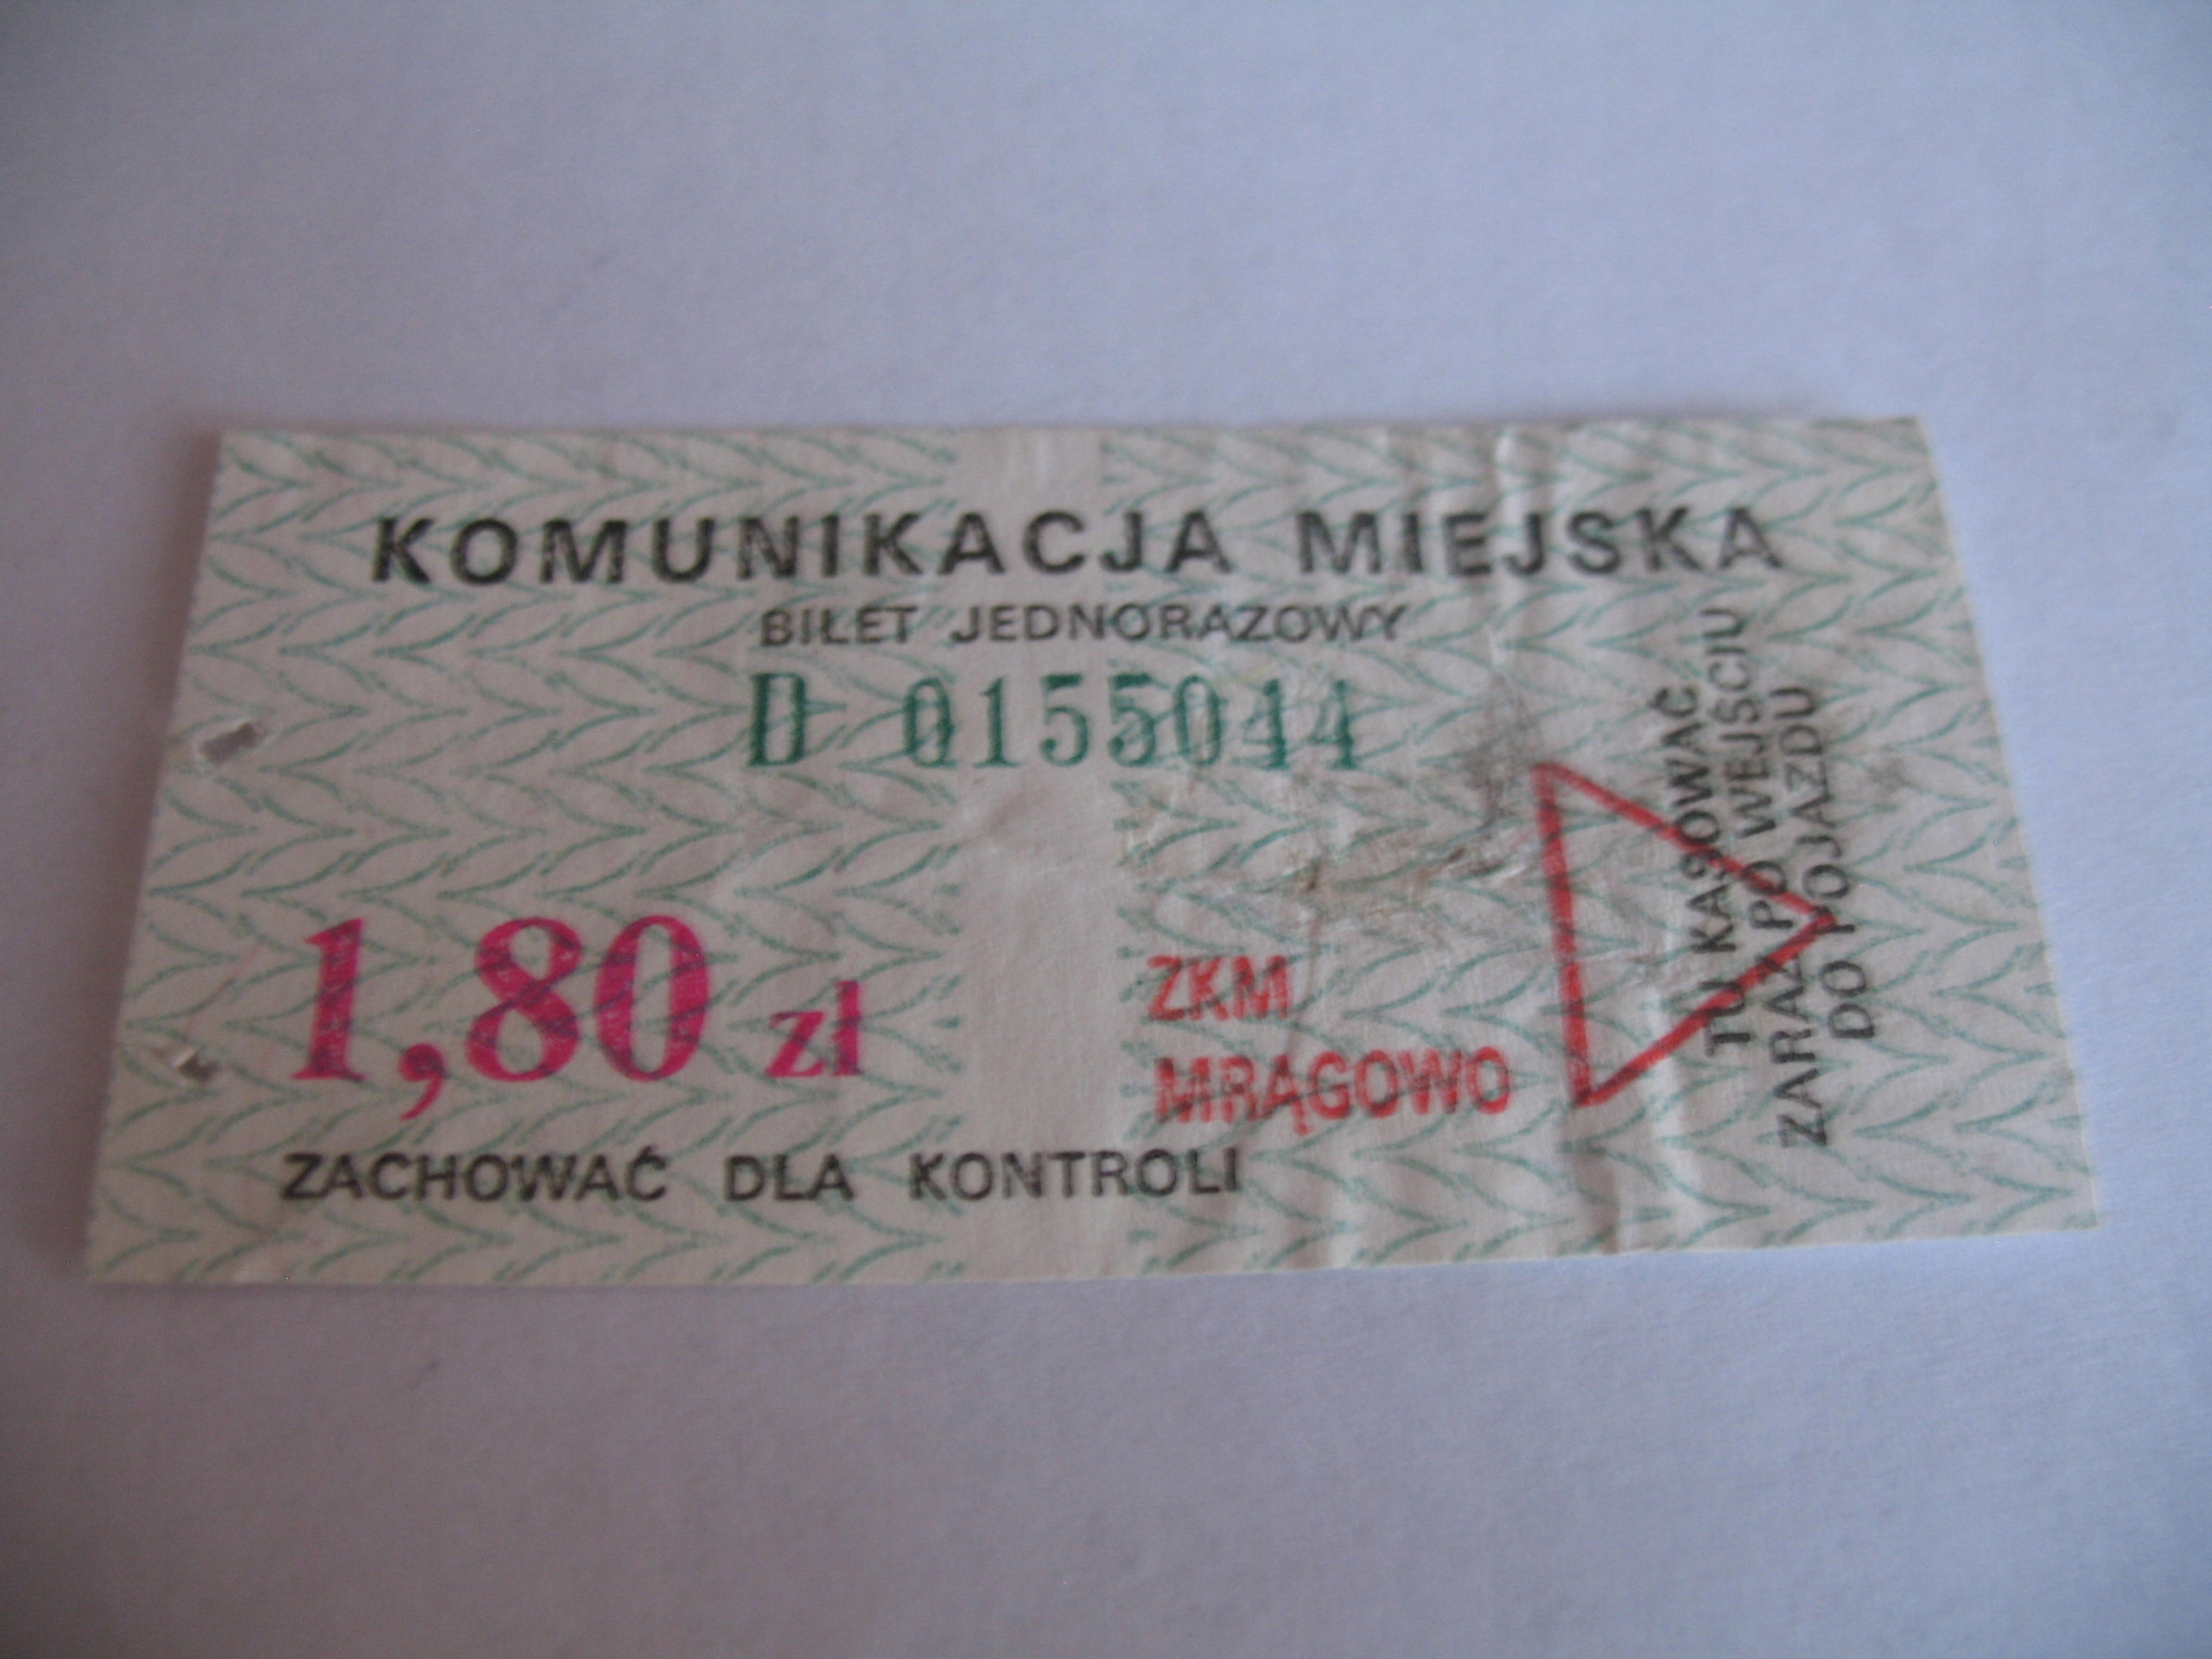 KOMUNIKACJA MIEJSKA
BILET JEDNORAZOWY
D 0155044
1,80 zł
ZKM
MRĄGOWO
ZACHOWAĆ DLA KONTROLI
TU KASOWAĆ
ZARAZ PO WEJŚCIU
DO POJAZDU